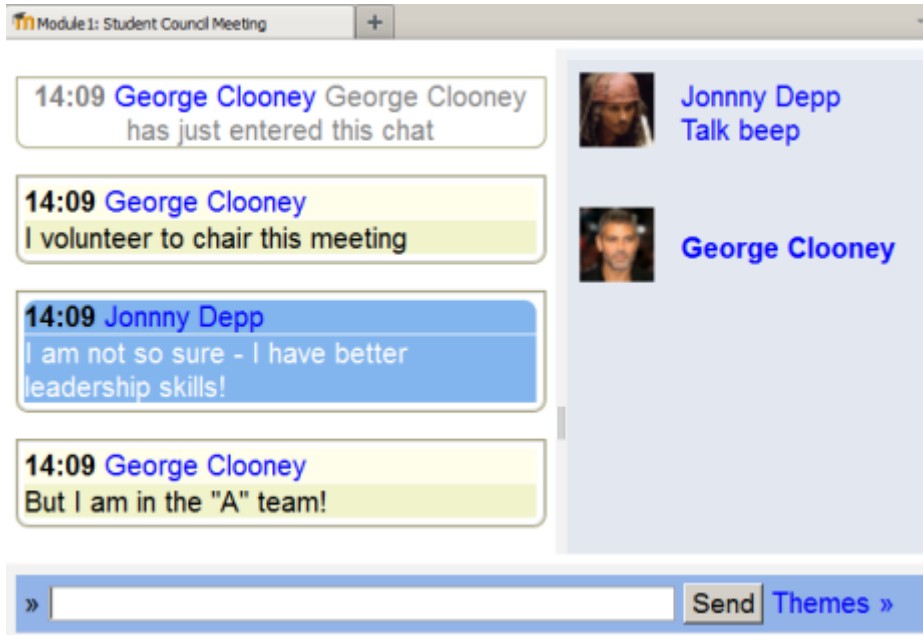 Module 1: Student Council Meeting
+
14:09 George Clooney George Clooney
has just entered this chat
14:09 George Clooney
I volunteer to chair this meeting
14:09 Jonnny Depp
I am not so sure - I have better
leadership skills!
14:09 George Clooney
But I am in the "A" team!
Jonnny Depp
Talk beep
George Clooney
» Send Themes »